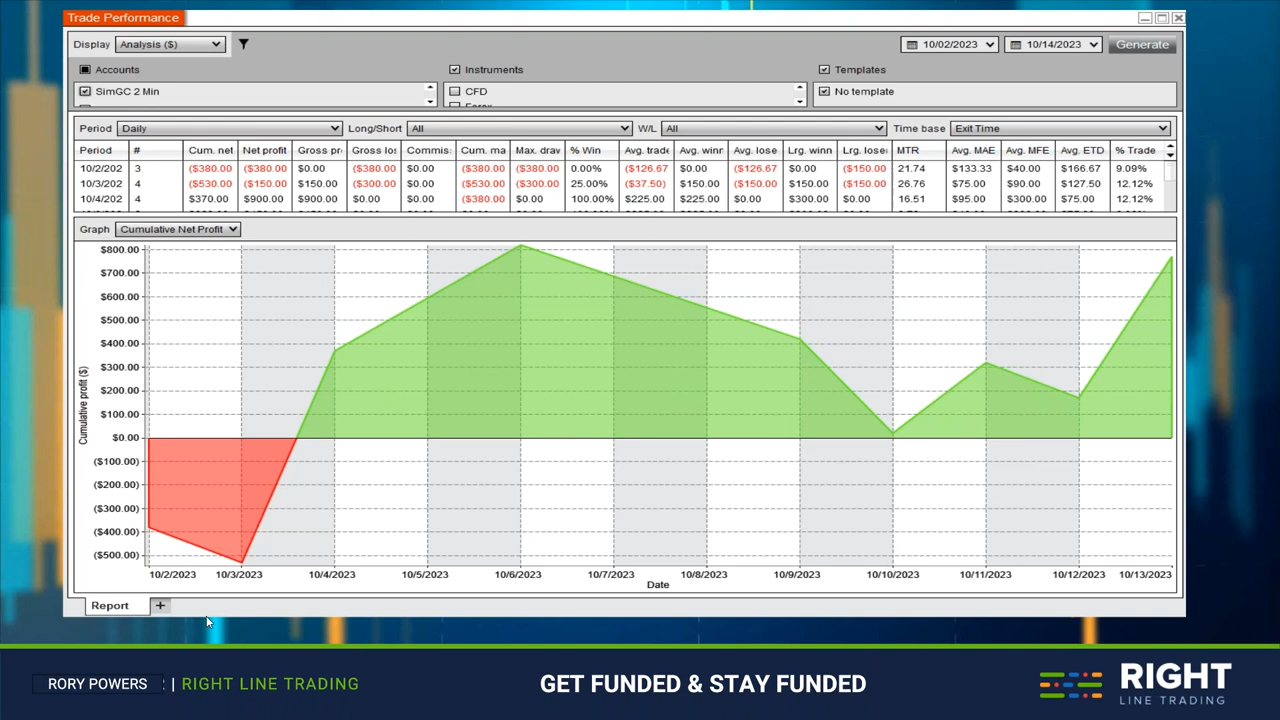 Trade Performance
Display Analysis ($) 10/02/2023 10/14/2023 Generate
Accounts Instruments Templates
SimGC 2 Min CFD No template
Period Daily Long/Short All W/L All Time base Exit Time
Period # Cum. net Net profit Gross pr Gross los Commis: Cum. ma Max. drav % Win Avg. trade Avg. winn Avg. lose Lrg. winn Lrg. lose MTR Avg. MAE Avg. MFE Avg. ETD % Trade
10/2/202 3 ($380.00) ($380.00) $0.00 ($380.00) $0.00 ($380.00) ($380.00) 0.00% ($126.67 $0.00 ($126.67 $0.00 ($150.00 21.74 $133.33 $40.00 $166.67 9.09%
10/3/202 4 ($530.00) ($150.00) $150.00 ($300.00) $0.00 ($530.00) ($300.00) 25.00% ($37.50) $150.00 ($150.00 $150.00 ($150.00 26.76 $75.00 $90.00 $127.50 12.12%
10/4/202 4 $370.00 $900.00 $900.00 $0.00 $0.00 ($380.00 $0.00 100.00% $225.00 $225.00 $0.00 $300.00 $0.00 16.51 $95.00 $300.00 $75.00 12.12%
Graph Cumulative Net Profit
Cumulative profit ($)
$800.00
$700.00
$600.00
$500.00
$400.00
$300.00
$200.00
$100.00
$0.00
($100.00)
($200.00)
($300.00)
($400.00)
($500.00)
10/2/2023 10/3/2023 10/4/2023 10/5/2023 10/6/2023 10/7/2023 10/8/2023 10/9/2023 10/10/2023 10/11/2023 10/12/2023 10/13/2023
Date
Report +
RORY POWERS : | RIGHT LINE TRADING
GET FUNDED & STAY FUNDED
RIGHT
LINE TRADING